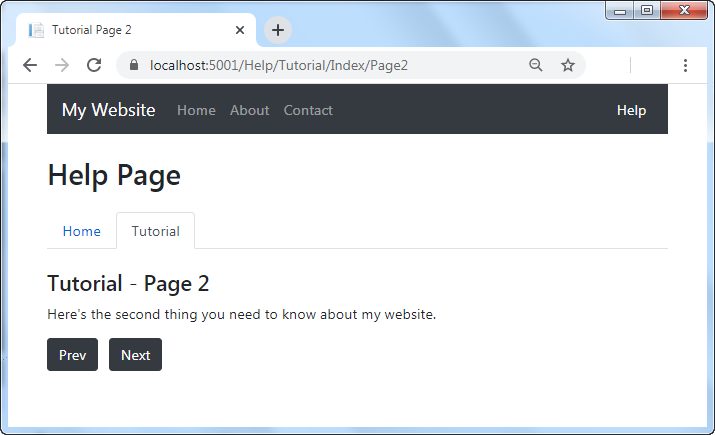 Tutorial Page 2
localhost:5001/Help/Tutorial/Index/Page2
My Website Home About Contact Help
Help Page
Home Tutorial
Tutorial - Page 2
Here's the second thing you need to know about my website.
Prev Next